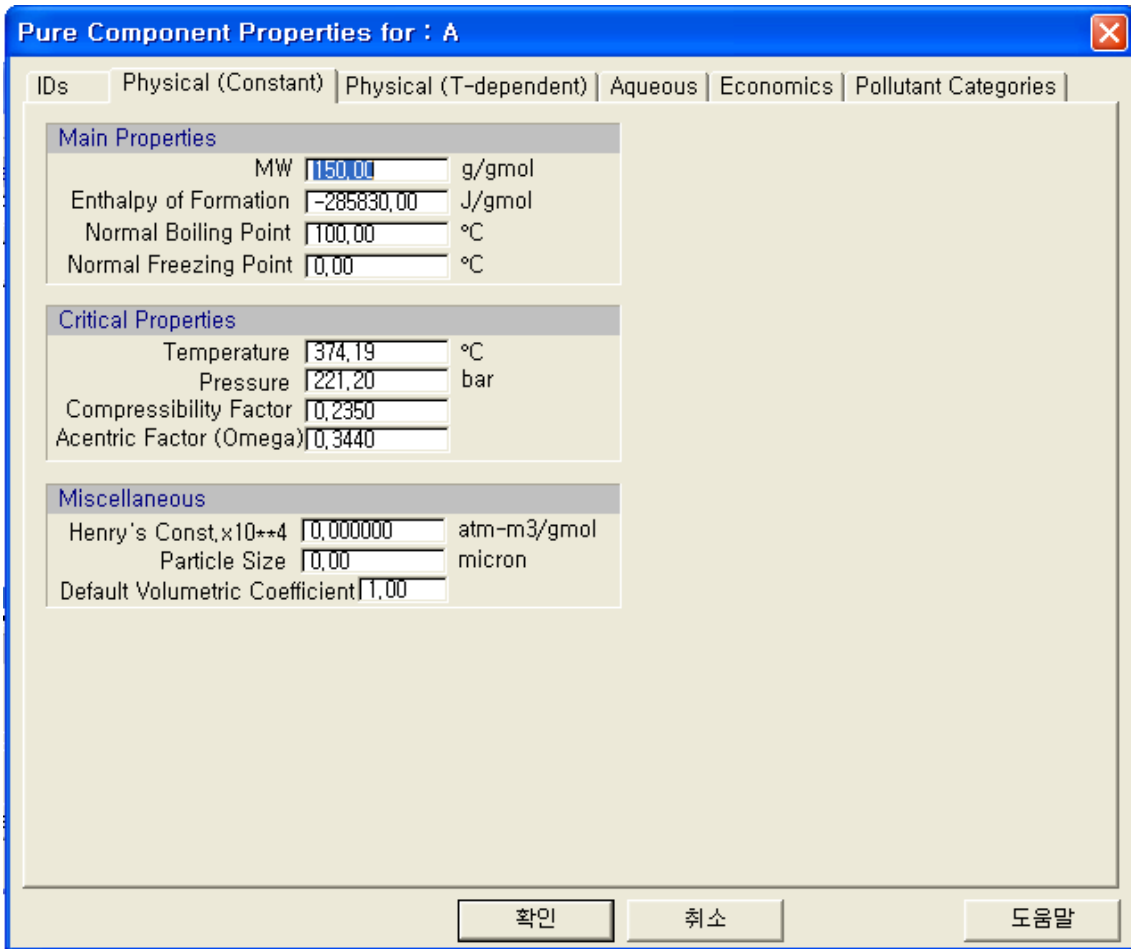 Pure Component Properties for : A
IDs Physical (Constant) Physical (T-dependent) Aqueous Economics Pollutant Categories
Main Properties
MW 150,00 g/gmol
Enthalpy of Formation -285830,00 J/gmol
Normal Boiling Point 100,00 °C
Normal Freezing Point 0,00 °C
Critical Properties
Temperature 374,19 °C
Pressure 221,20 bar
Compressibility Factor 0,2350
Acentric Factor (Omega) 0,3440
Miscellaneous
Henry's Const,x10**4 0,000000 atm-m3/gmol
Particle Size 0,00 micron
Default Volumetric Coefficient 1,00
확인 취소 도움말